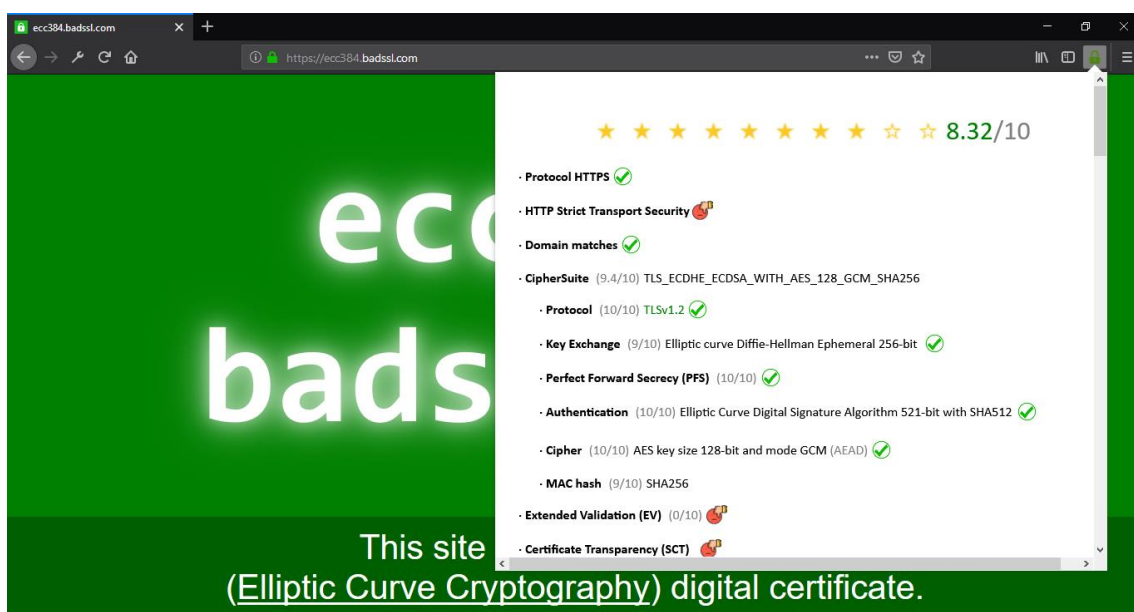 ecc384.badssl.com
https://ecc384.badssl.com
8.32/10
· Protocol HTTPS
· HTTP Strict Transport Security
· Domain matches
· CipherSuite (9.4/10) TLS_ECDHE_ECDSA_WITH_AES_128_GCM_SHA256
· Protocol (10/10) TLSv1.2
· Key Exchange (9/10) Elliptic curve Diffie-Hellman Ephemeral 256-bit
· Perfect Forward Secrecy (PFS) (10/10)
· Authentication (10/10) Elliptic Curve Digital Signature Algorithm 521-bit with SHA512
· Cipher (10/10) AES key size 128-bit and mode GCM (AEAD)
· MAC hash (9/10) SHA256
· Extended Validation (EV) (0/10)
· Certificate Transparency (SCT)
ecc
bads
This site
(Elliptic Curve Cryptography) digital certificate.